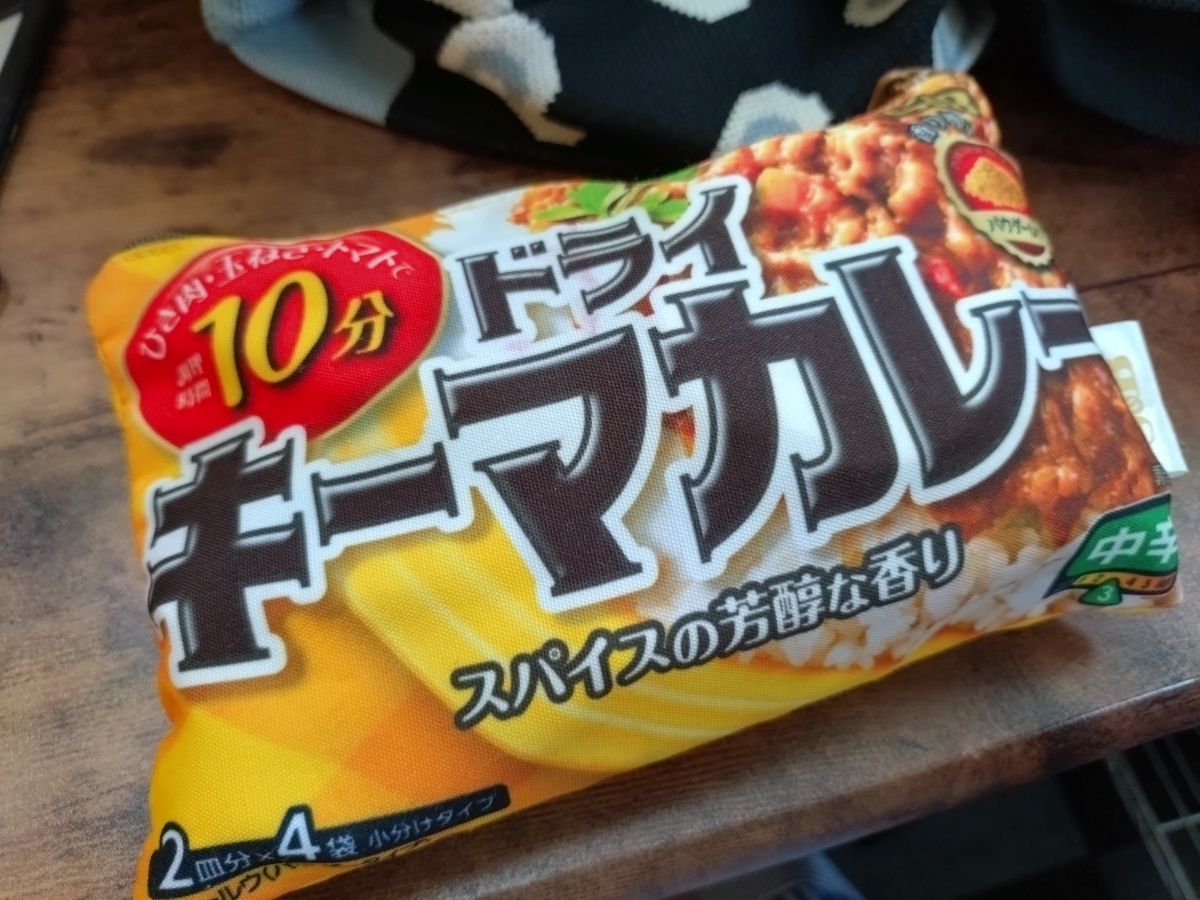 ひき肉・玉ねぎ・トマトで
調理時間
10分
ドライ
キーマカレー
スパイスの芳醇な香り
中辛
3
2皿分×4袋 小分けタイプ